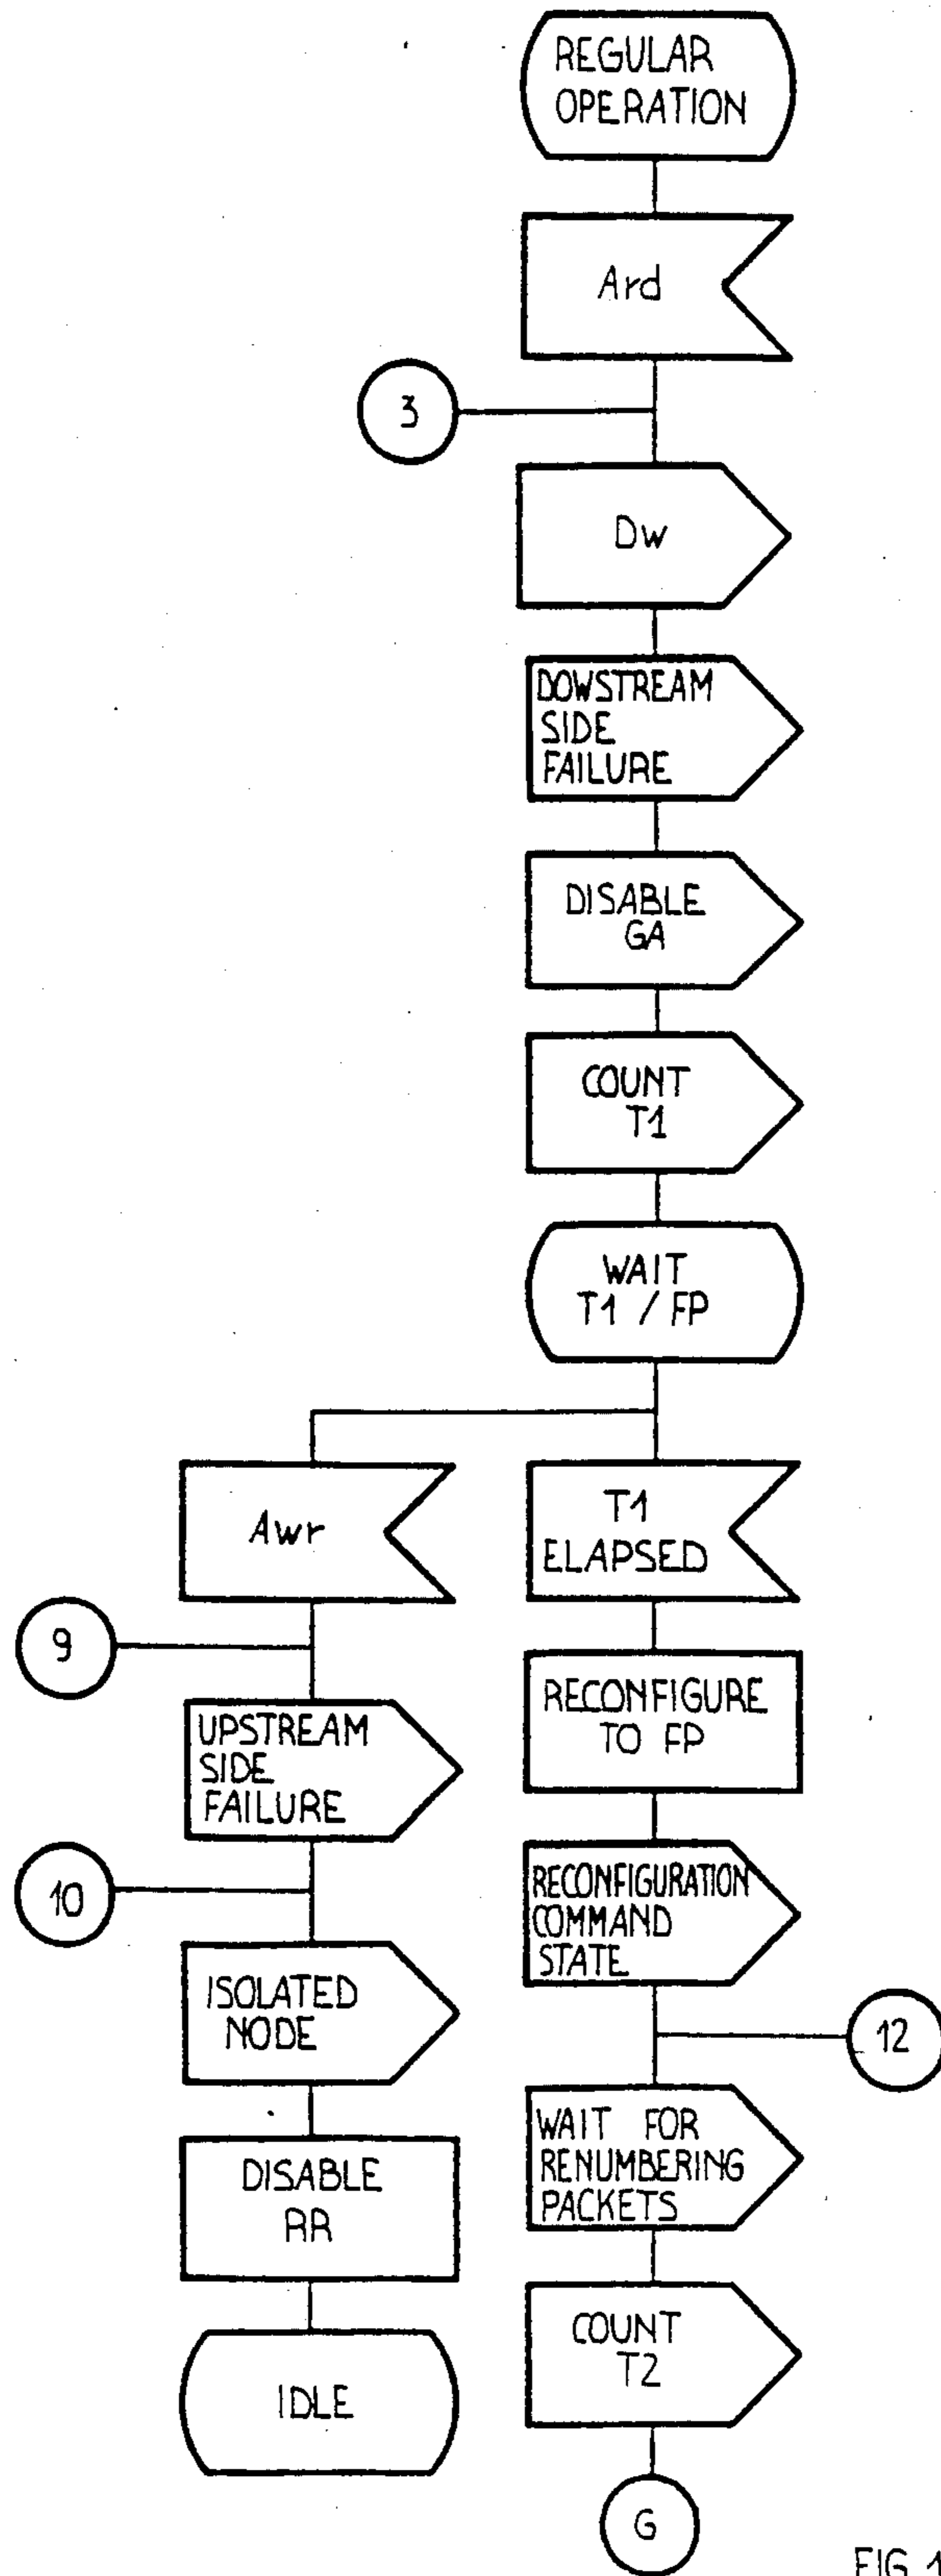 REGULAR
OPERATION
Ard
3
Dw
DOWSTREAM
SIDE
FAILURE
DISABLE
GA
COUNT
T1
WAIT
T1 / FP
Awr
T1
ELAPSED
9
RECONFIGURE
TO FP
UPSTREAM
SIDE
FAILURE
10
RECONFIGURATION
COMMAND
STATE
ISOLATED
NODE
12
DISABLE
RR
WAIT FOR
RENUMBERING
PACKETS
COUNT
T2
IDLE
G
FIG. 1